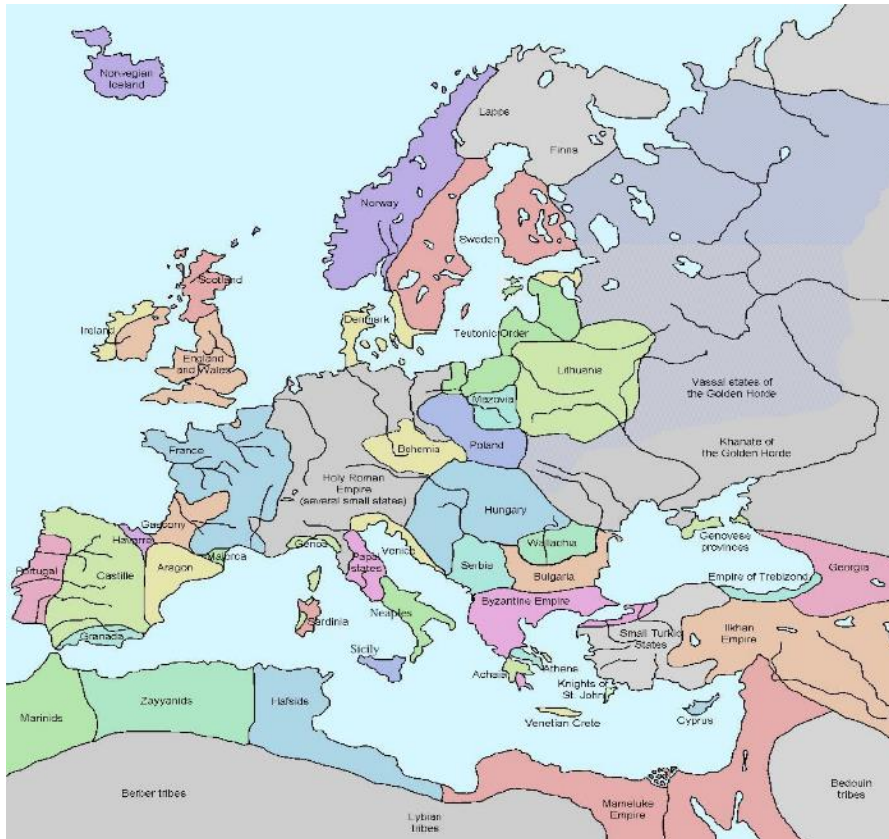 Norwegian
Iceland
Lapps
Finns
Norway
Sweden
Scotland
Ireland
Denmark
Teutonic Order
England
and Wales
Lithuania
Mazovia
Vassal states of
the Golden Horde
France
Bohemia
Poland
Khanate
of the Golden Horde
Holy Roman
Empire
(several small states)
Hungary
Gascony
Navarre
Genoa
Venice
Wallachia
Genovese
provinces
Portugal
Castille
Aragon
Malorca
Papal
states
Serbia
Bulgaria
Empire of Trebizond
Georgia
Granada
Sardinia
Neaples
Byzantine Empire
Small Turkic
States
Ilkhan
Empire
Sicily
Achaia
Athens
Knights of
St. John
Marinids
Zayyanids
Hafsids
Venetian Crete
Cyprus
Berber tribes
Lybian
tribes
Mameluke
Empire
Bedouin
tribes